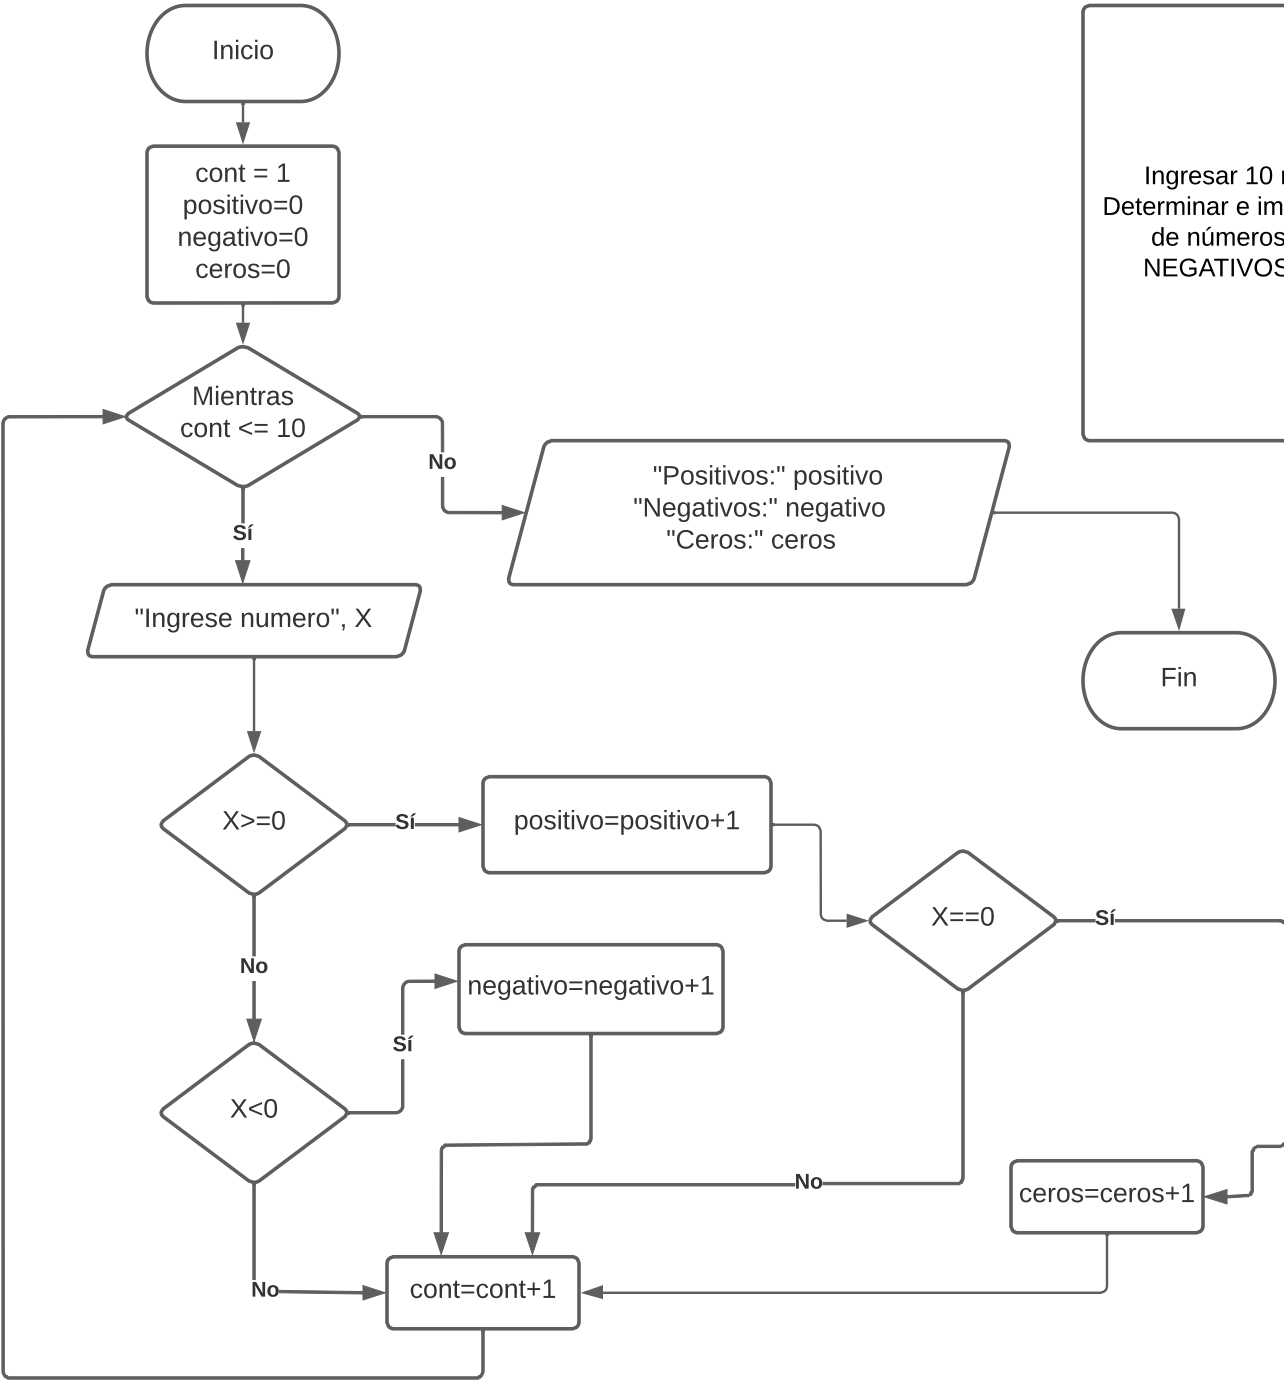 Inicio
cont = 1
positivo=0
negativo=0
ceros=0
Ingresar 10
Determinar e im
de números
NEGATIVOS
Mientras
cont <= 10
No
Sí
"Positivos:" positivo
"Negativos:" negativo
"Ceros:" ceros
"Ingrese numero", X
Fin
X>=0
Sí
positivo=positivo+1
X==0
Sí
No
negativo=negativo+1
Sí
X<0
No
ceros=ceros+1
No
cont=cont+1